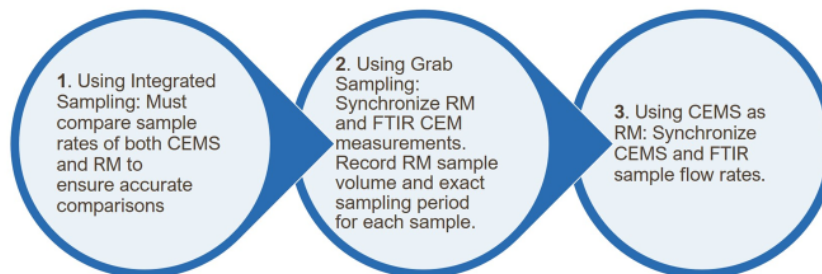 1. Using Integrated
Sampling: Must
compare sample
rates of both CEMS
and RM to
ensure accurate
comparisons
2. Using Grab
Sampling:
Synchronize RM
and FTIR CEM
measurements.
Record RM sample
volume and exact
sampling period
for each sample.
3. Using CEMS as
RM: Synchronize
CEMS and FTIR
sample flow rates.